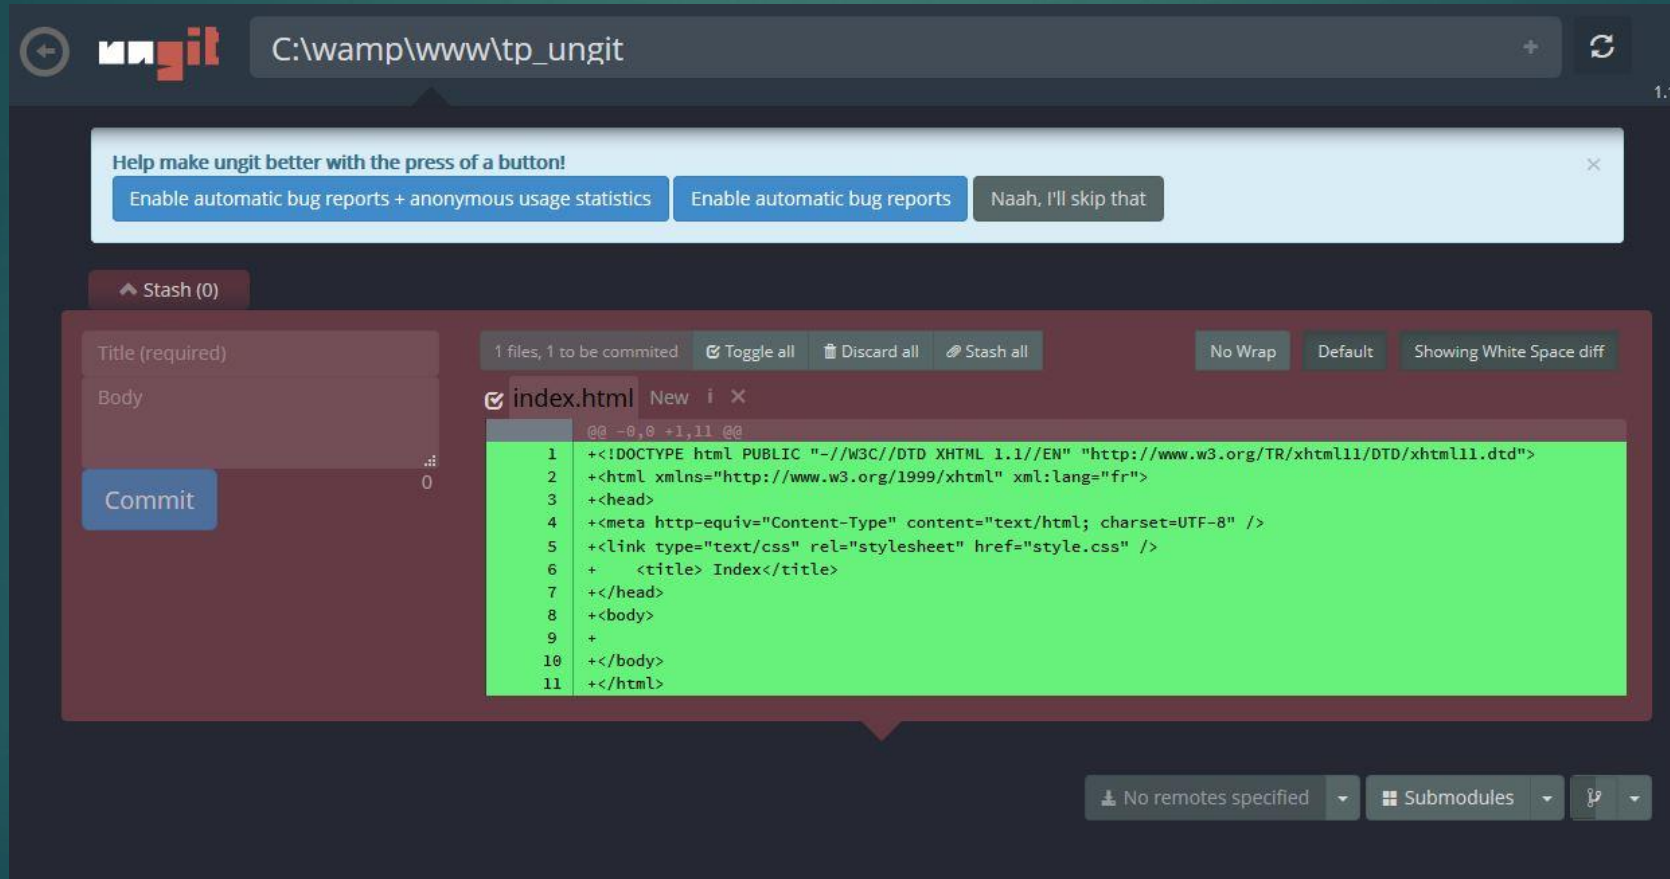 ungit C:\wamp\www\tp_ungit +
Help make ungit better with the press of a button! ×
Enable automatic bug reports + anonymous usage statistics Enable automatic bug reports Naah, I'll skip that
Stash (0)
Title (required) 1 files, 1 to be commited Toggle all Discard all Stash all No Wrap Default Showing White Space diff
Body index.html New i ×
@@ -0,0 +1,11 @@
1 +<!DOCTYPE html PUBLIC "-//W3C//DTD XHTML 1.1//EN" "http://www.w3.org/TR/xhtml11/DTD/xhtml11.dtd">
2 +<html xmlns="http://www.w3.org/1999/xhtml" xml:lang="fr">
0
Commit
3 +<head>
4 +<meta http-equiv="Content-Type" content="text/html; charset=UTF-8" />
5 +<link type="text/css" rel="stylesheet" href="style.css" />
6 +    <title> Index</title>
7 +</head>
8 +<body>
9 +
10 +</body>
11 +</html>
No remotes specified Submodules